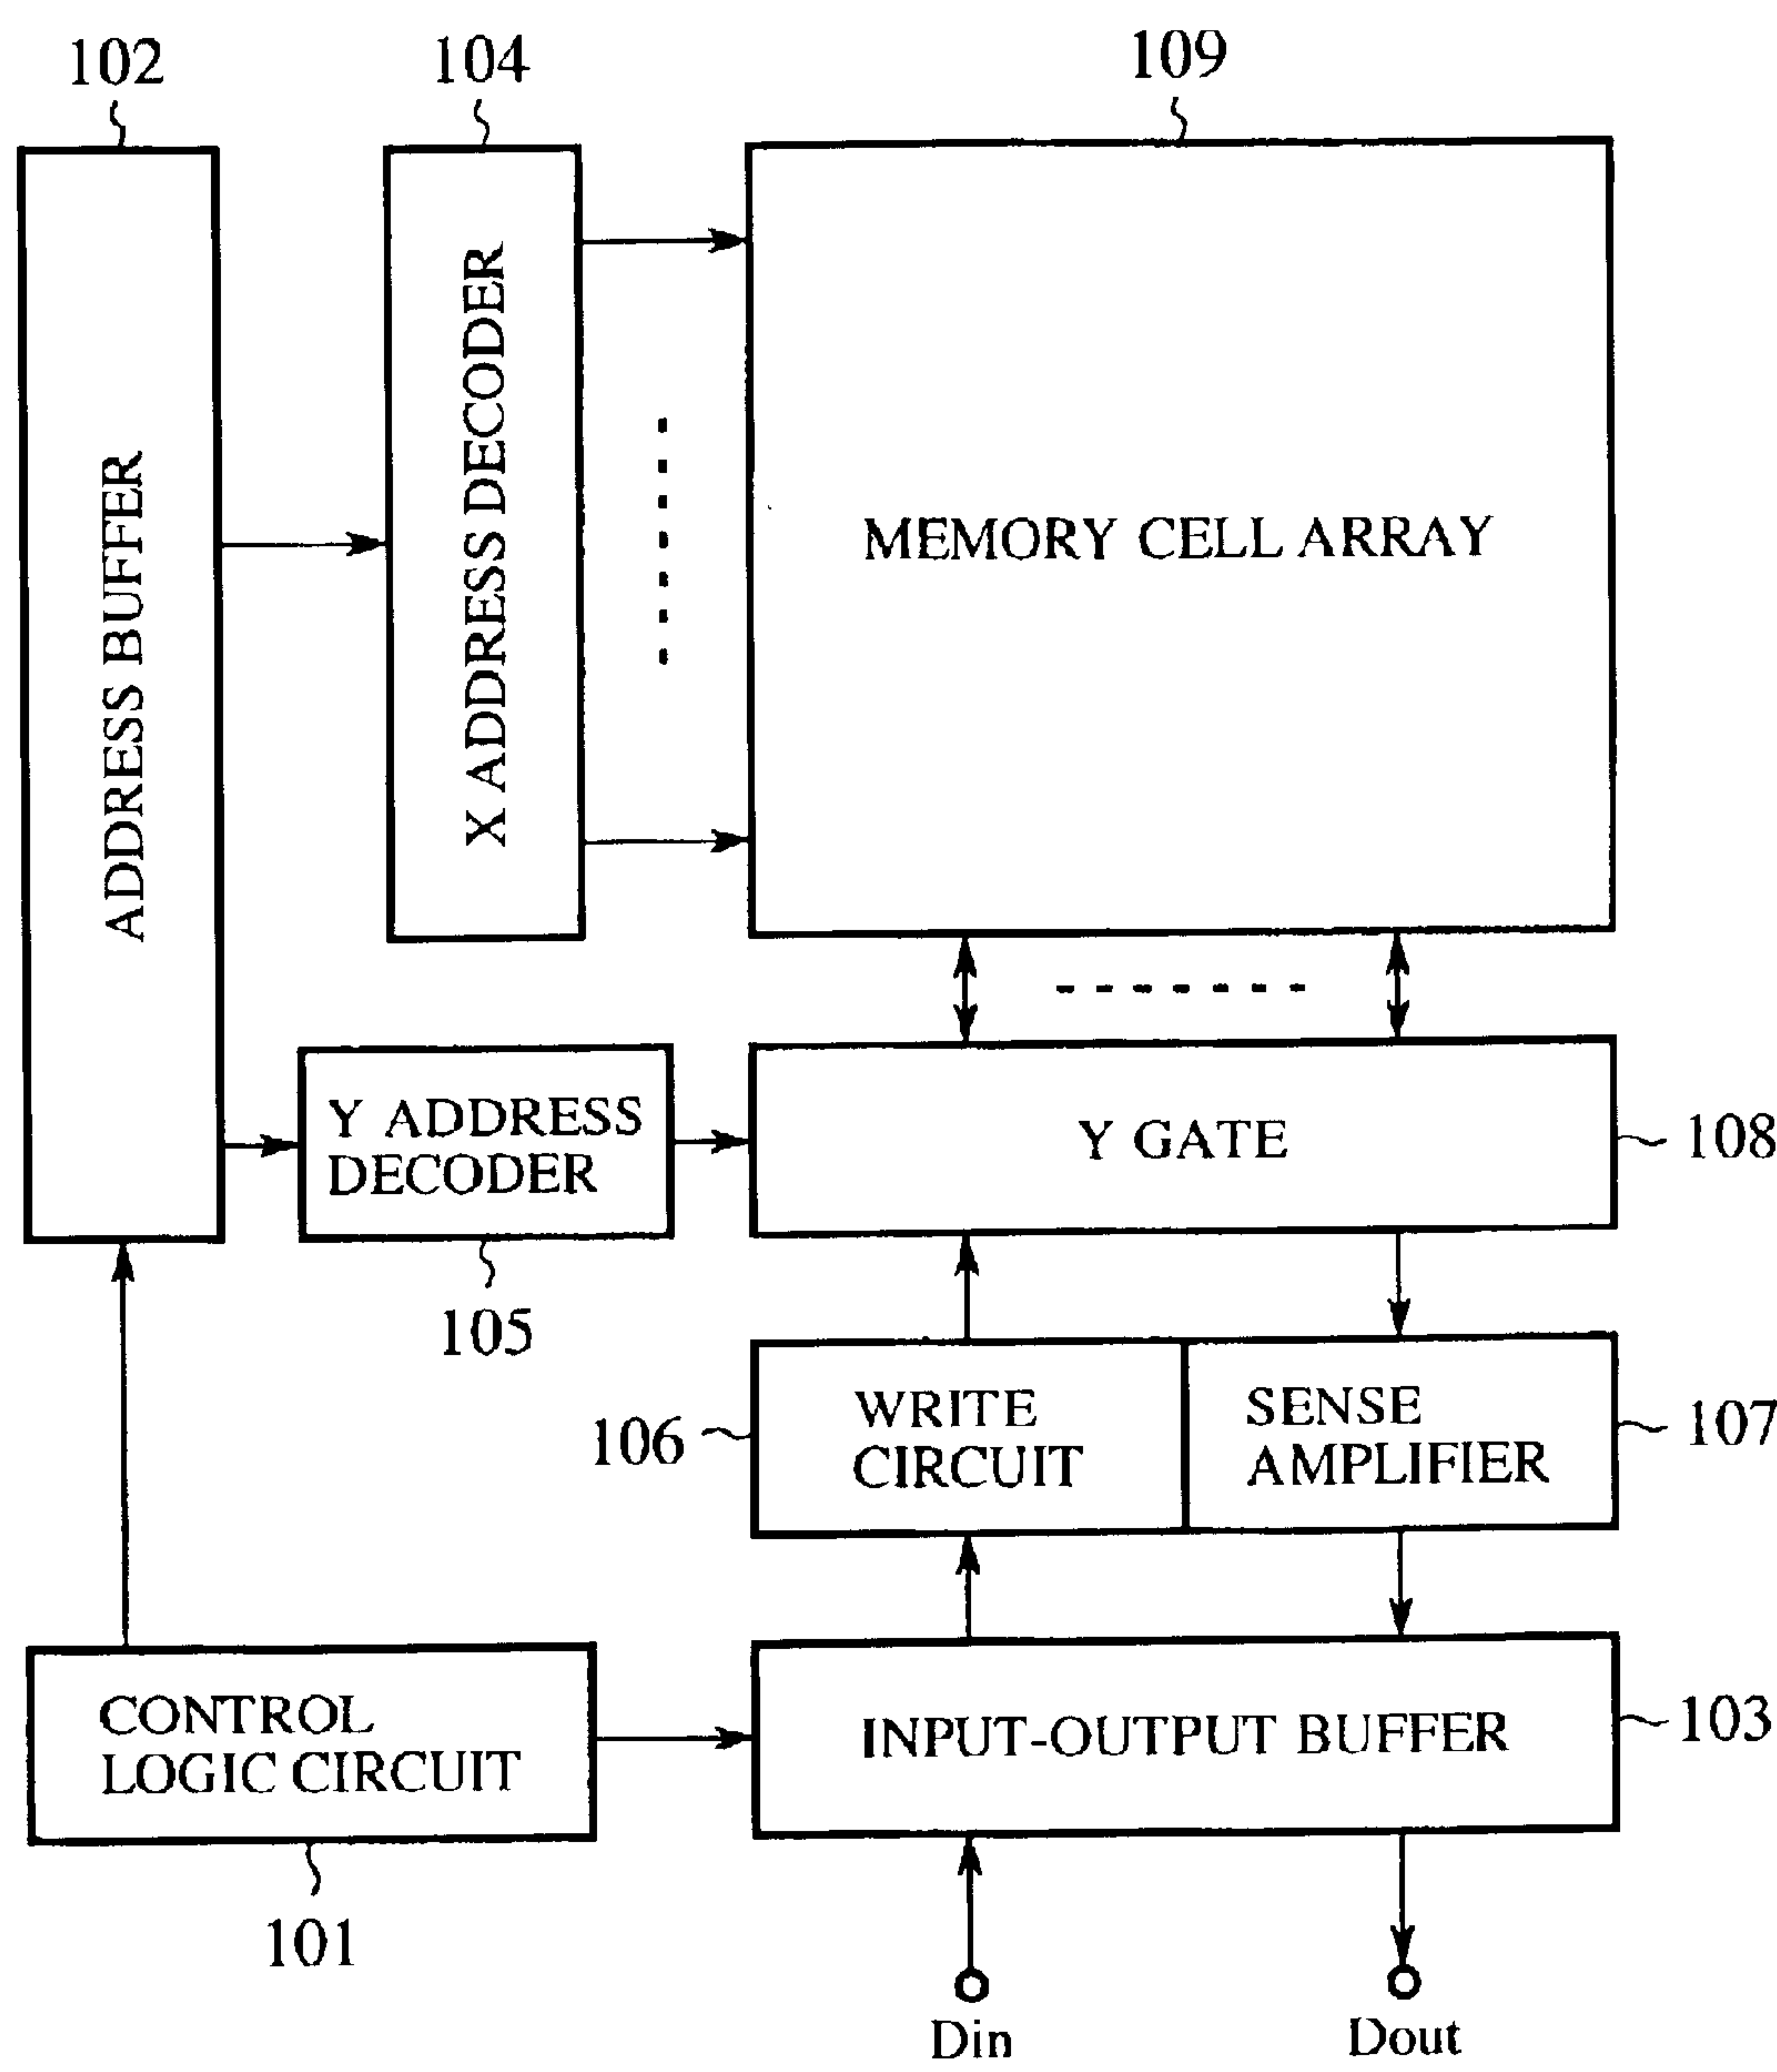 102
104
109
ADDRESS BUFFER
X ADDRESS DECODER
MEMORY CELL ARRAY
Y ADDRESS
DECODER
105
Y GATE
108
106
WRITE
CIRCUIT
SENSE
AMPLIFIER
107
CONTROL
LOGIC CIRCUIT
101
INPUT-OUTPUT BUFFER
103
Din
Dout